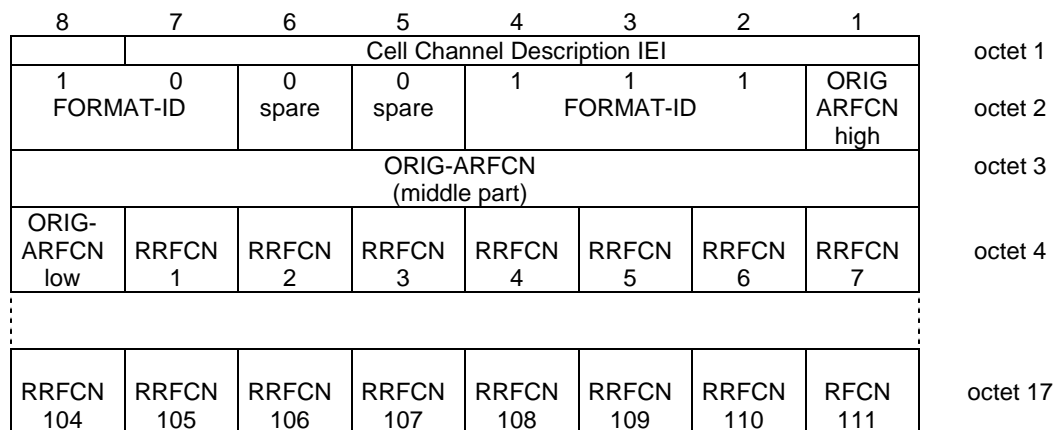 8 7 6 5 4 3 2 1
Cell Channel Description IEI octet 1
1 0 0 0 1 1 1 ORIG
FORMAT-ID spare spare FORMAT-ID ARFCN octet 2
high
ORIG-ARFCN octet 3
(middle part)
ORIG-
ARFCN RRFCN RRFCN RRFCN RRFCN RRFCN RRFCN RRFCN octet 4
low 1 2 3 4 5 6 7
RRFCN RRFCN RRFCN RRFCN RRFCN RRFCN RRFCN RFCN octet 17
104 105 106 107 108 109 110 111